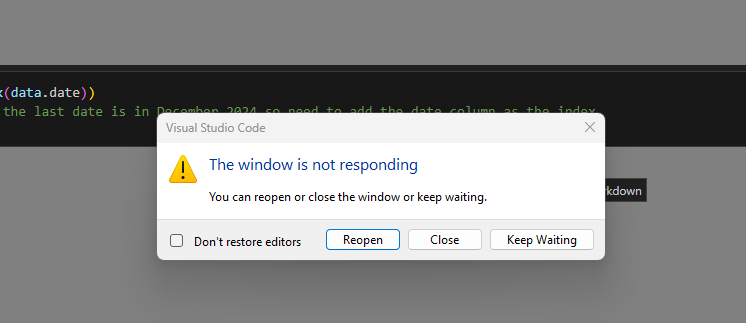 (data.date))
the last date is in December 2024 so need to add the date column as the index
Visual Studio Code
The window is not responding
You can reopen or close the window or keep waiting.
rkdown
Don't restore editors
Reopen
Close
Keep Waiting